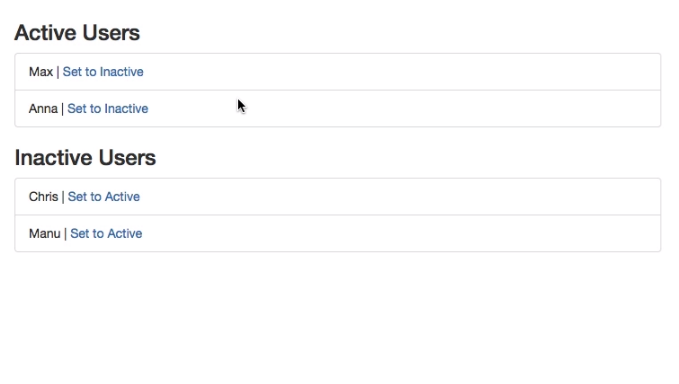 Active Users
Max | Set to Inactive
Anna | Set to Inactive
Inactive Users
Chris | Set to Active
Manu | Set to Active